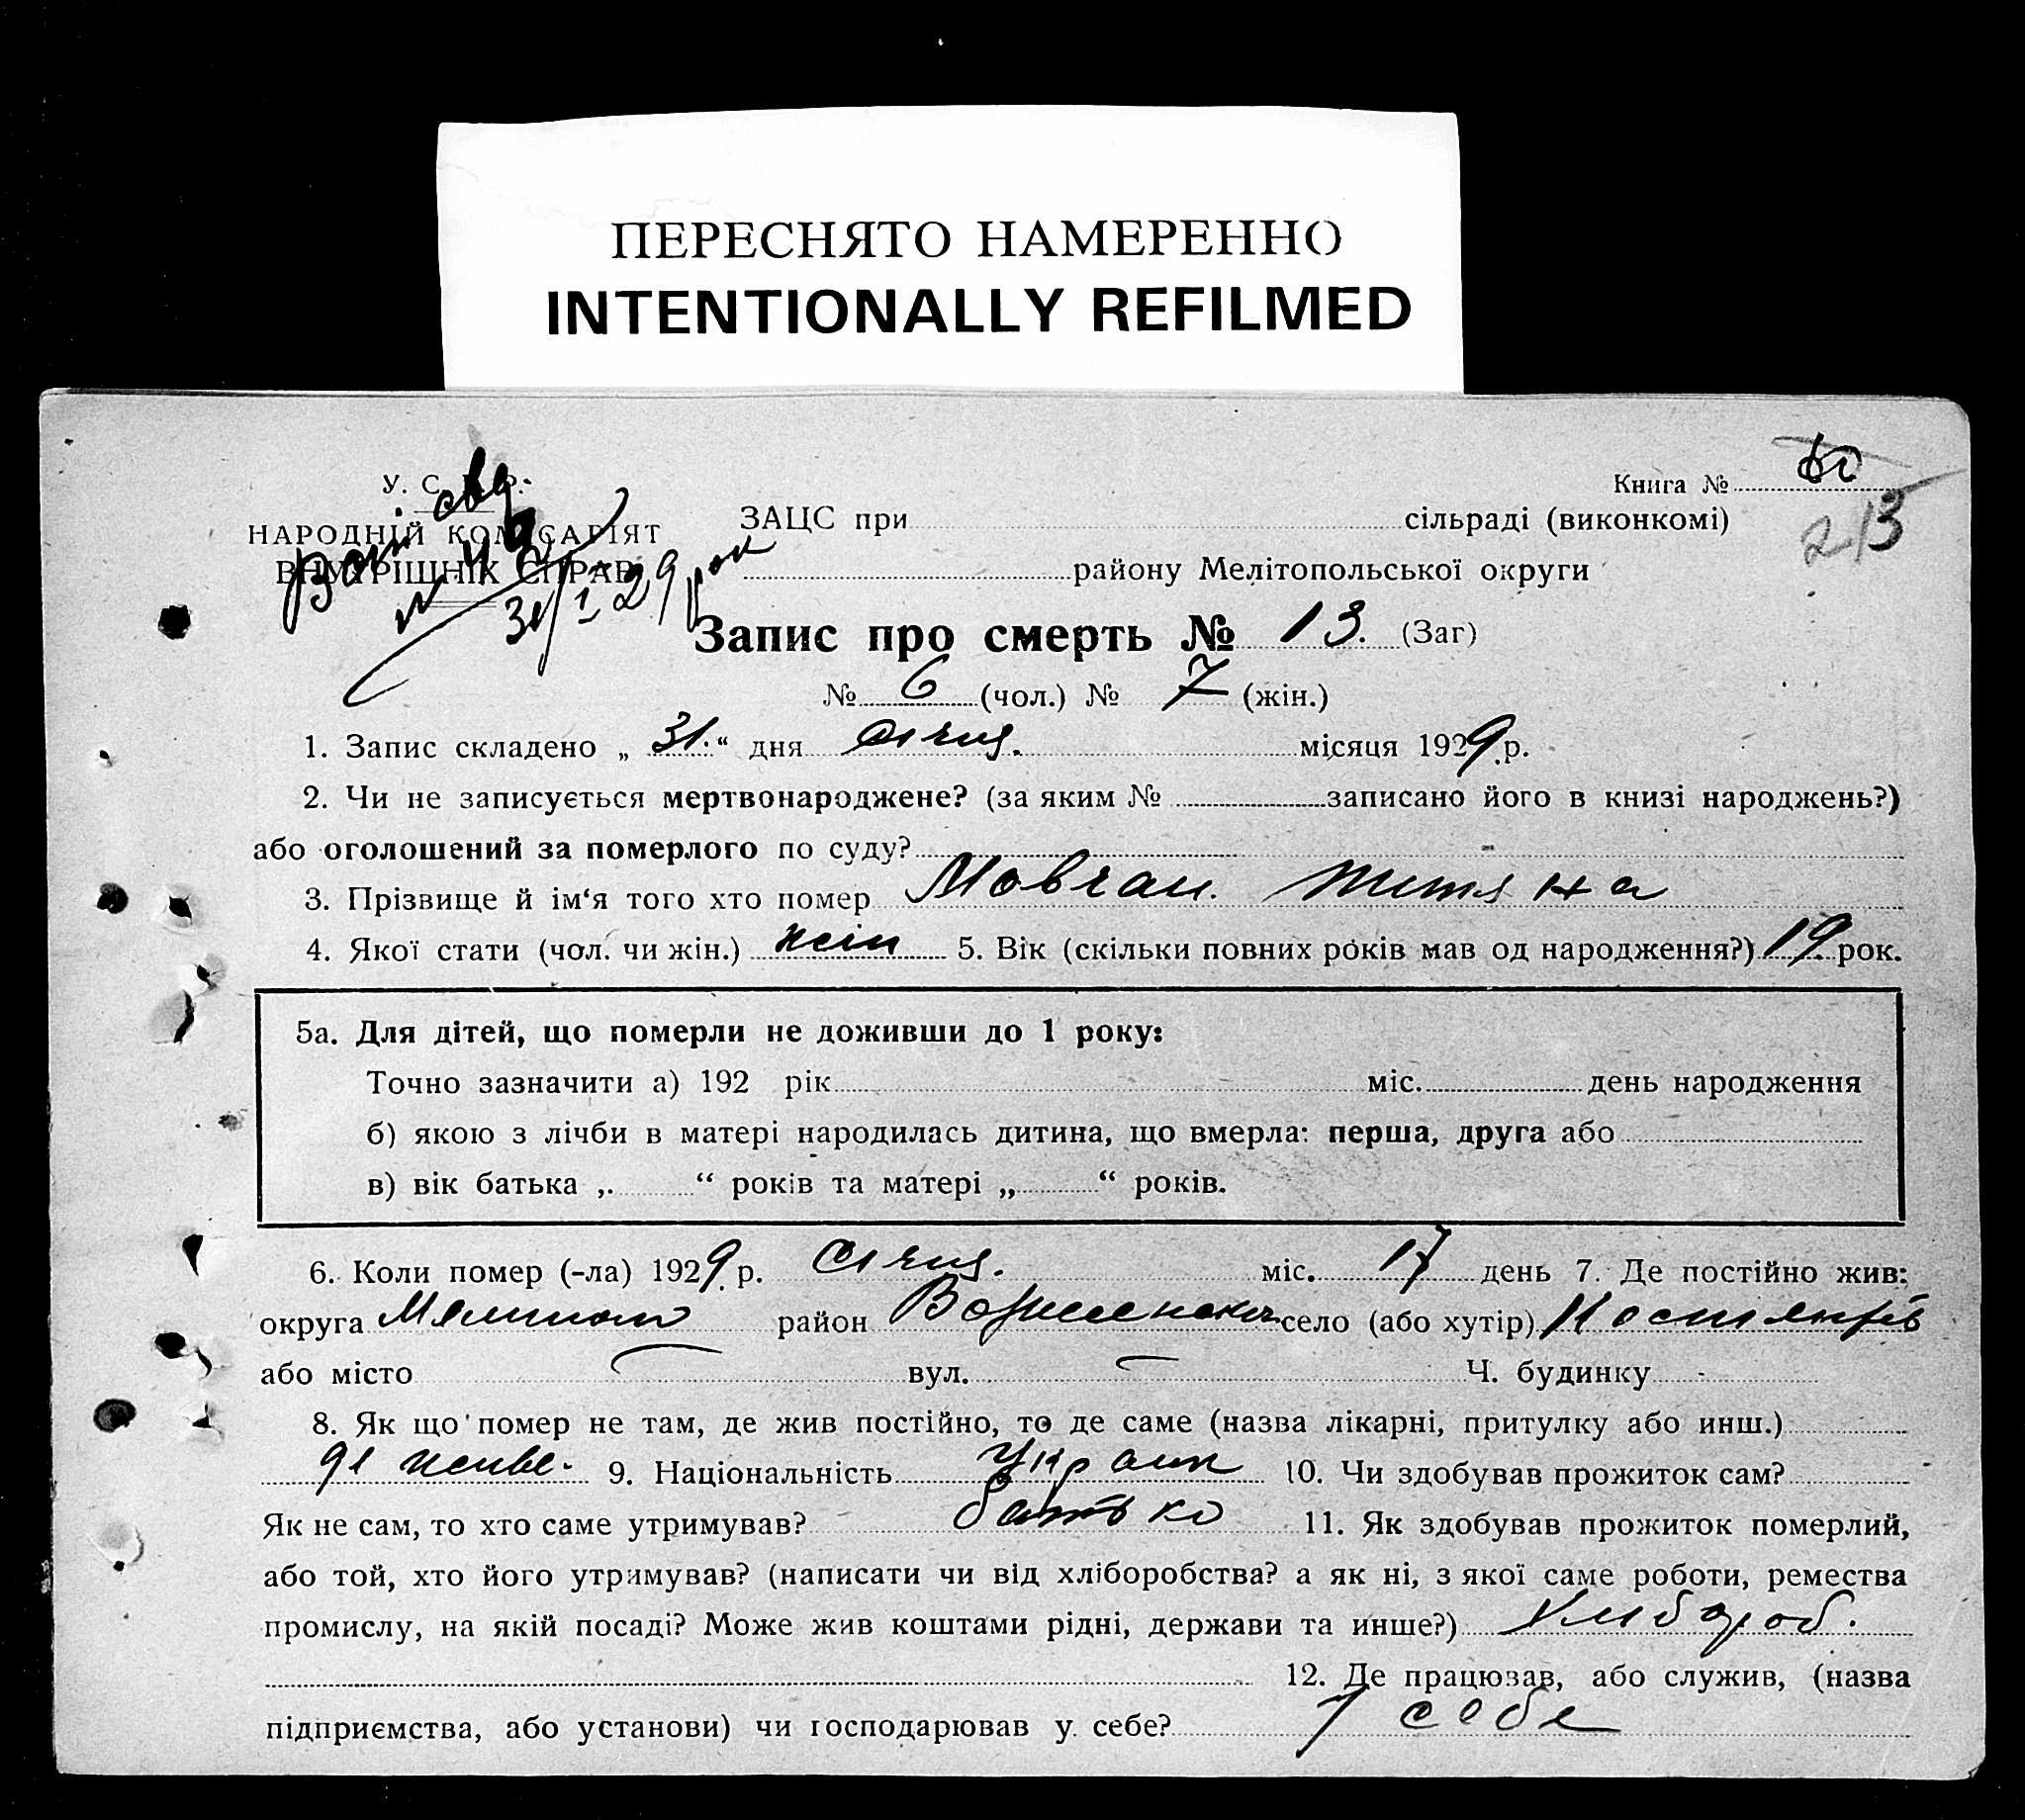 ПЕРЕСНЯТО НАМЕРЕННО
INTENTIONALLY REFILMED
У. С. Р. Р.
Книга №
НАРОДНІЙ КОМІСАРІЯТ
ВНУТРІШНІХ СПРАВ
213
31/I 29
ЗАЦС при сільраді (виконкомі)
району Мелітопольської округи
Запис про смерть № 13. (Заг)
№ 6 (чол.) № 7 (жін.)
1. Запис складено „ 31. “ дня січня. місяця 1929 р.
2. Чи не записується мертвонароджене? (за яким № записано його в книзі народжень?)
або оголошений за померлого по суду?
3. Прізвище й ім‘я того хто помер Мовчан.
4. Якої стати (чол. чи жін.) жін 5. Вік (скільки повних років мав од народження?) 19. рок.
5а. Для дітей, що померли не доживши до 1 року:
Точно зазначити а) 192 рік міс. день народження
б) якою з лічби в матері народилась дитина, що вмерла: перша, друга або
в) вік батька „ “ років та матері „ “ років.
6. Коли помер (-ла) 1929 р. січня. міс. 17 день 7. Де постійно жив:
округа район село (або хутір)
або місто вул. Ч. будинку
8. Як що помер не там, де жив постійно, то де саме (назва лікарні, притулку або инш.)
9. Національність Україн 10. Чи здобував прожиток сам?
Як не сам, то хто саме утримував? батько 11. Як здобував прожиток померлий,
або той, хто його утримував? (написати чи від хліборобства? а як ні, з якої саме роботи, ремества
промислу, на якій посаді? Може жив коштами рідні, держави та инше?) хлібороб.
12. Де працював, або служив, (назва
підприємства, або установи) чи господарював у себе? У себе